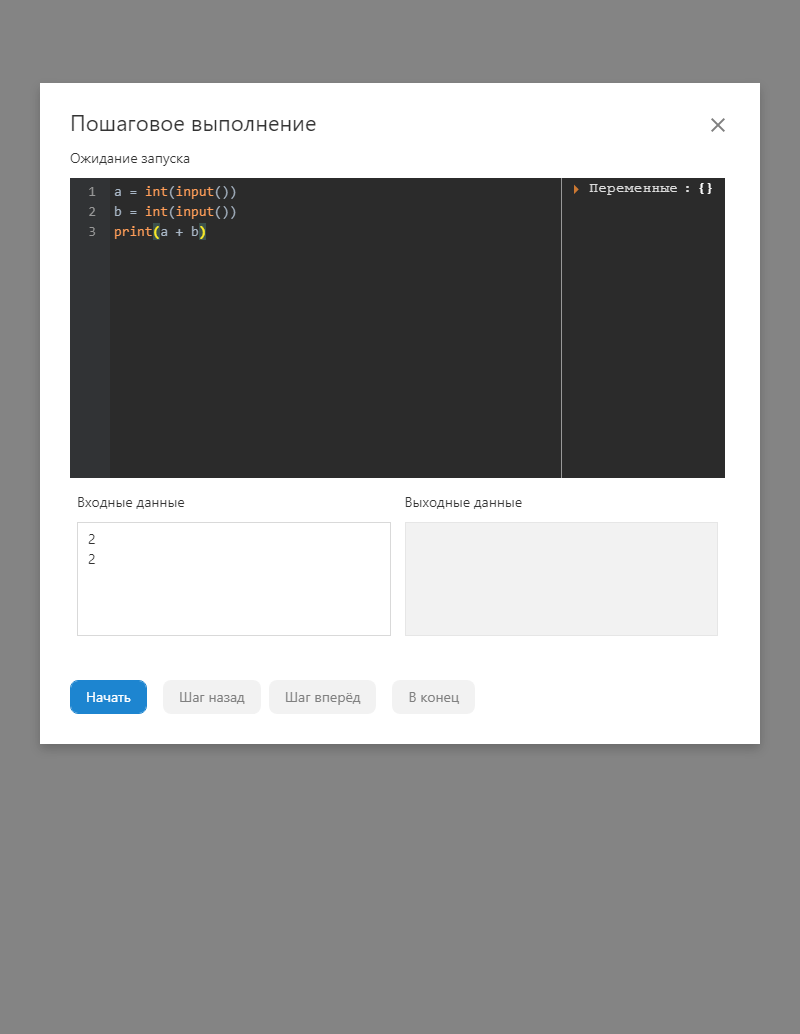 Пошаговое выполнение
Ожидание запуска
1 a = int(input())
2 b = int(input())
3 print(a + b)
Переменные : {}
Входные данные
2
2
Выходные данные
Начать
Шаг назад
Шаг вперёд
В конец